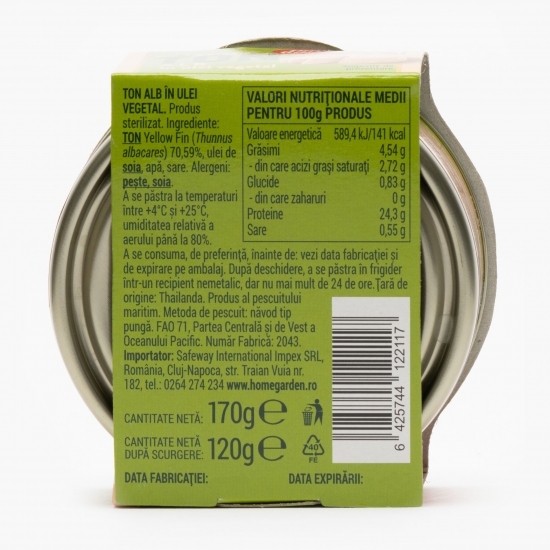 TON ALB ÎN ULEI
VEGETAL. Produs
sterilizat. Ingrediente:
TON Yellow Fin (Thunnus
albacares) 70,59%, ulei de
soia, apă, sare. Alergeni:
pește, soia.
A se păstra la temperaturi
între +4°C și +25°C,
umiditatea relativă a
aerului până la 80%.
VALORI NUTRIȚIONALE MEDII
PENTRU 100g PRODUS
Valoare energetică 589,4 kJ/141 kcal
Grăsimi 4,54 g
- din care acizi grași saturați 2,72 g
Glucide 0,83 g
- din care zaharuri 0 g
Proteine 24,3 g
Sare 0,55 g
A se consuma, de preferință, înainte de: vezi data fabricației și
de expirare pe ambalaj. După deschidere, a se păstra în frigider
într-un recipient nemetalic, dar nu mai mult de 24 de ore.Țară de
origine: Thailanda. Produs al pescuitului
maritim. Metoda de pescuit: năvod tip
pungă. FAO 71, Partea Centrală și de Vest a
Oceanului Pacific. Număr Fabrică: 2043.
Importator: Safeway International Impex SRL,
România, Cluj-Napoca, str. Traian Vuia nr.
182, tel.: 0264 274 234 www.homegarden.ro
CANTITATE NETĂ: 170g e
CANTITATE NETĂ
DUPĂ SCURGERE: 120g e
40
FE
DATA FABRICAȚIEI: DATA EXPIRĂRII:
6 425744 122117